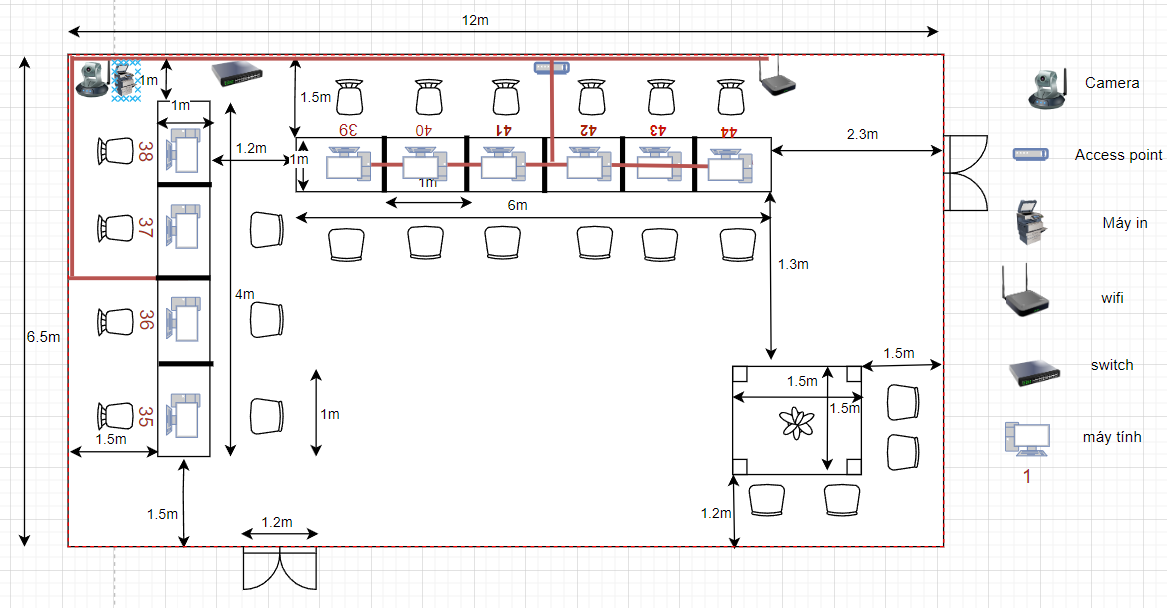 12m
1m
1.5m
1m
39
40
41
42
43
44
38
1.2m
1m
2.3m
1m
6m
37
1.3m
4m
36
6.5m
1.5m
1.5m
1.5m
35
1m
1.5m
1.5m
1.2m
1.2m
Camera
Access point
Máy in
wifi
switch
máy tính
1